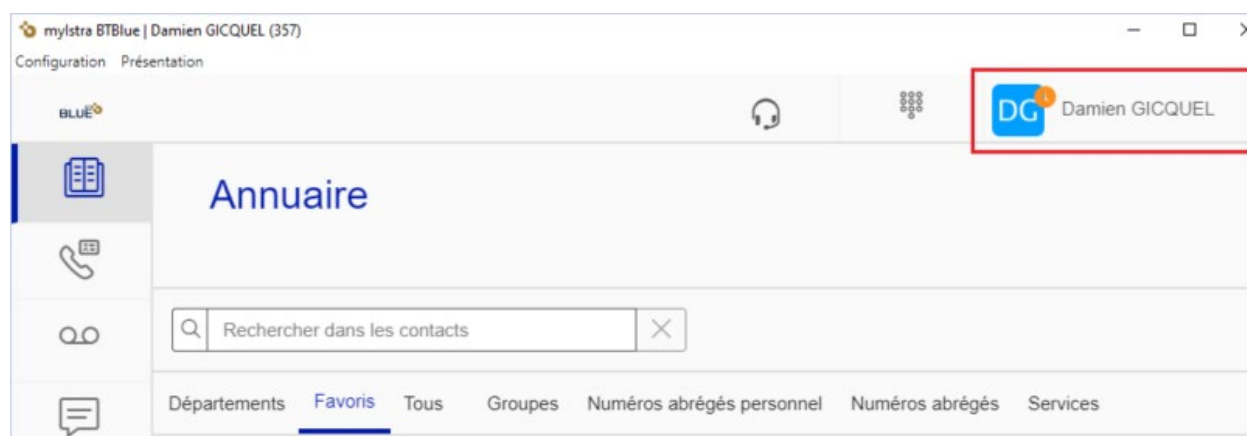 myIstra BTBlue | Damien GICQUEL (357)
Configuration Présentation
BLUE
DG Damien GICQUEL
Annuaire
Rechercher dans les contacts
Départements Favoris Tous Groupes Numéros abrégés personnel Numéros abrégés Services